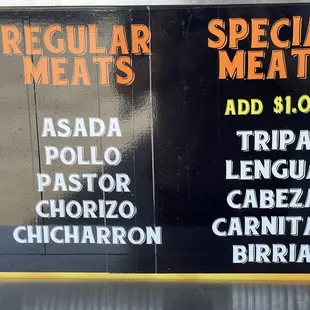 REGULAR
MEATS
ASADA
POLLO
PASTOR
CHORIZO
CHICHARRON
SPECIA
MEAT
ADD $1.0
TRIPA
LENGUA
CABEZA
CARNITA
BIRRIA